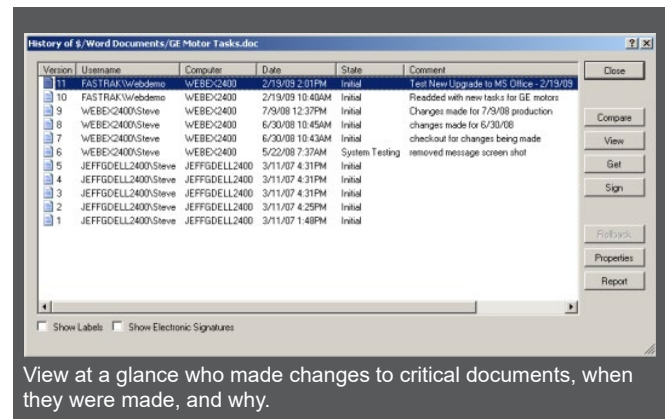 History of $/Word Documents/GE Motor Tasks.doc
Version Username Computer Date State Comment
11 FASTRAK\Webdemo WEBEX2400 2/19/09 2:01PM Initial Test New Upgrade to MS Office - 2/19/09
10 FASTRAK\Webdemo WEBEX2400 2/19/09 10:40AM Initial Readded with new tasks for GE motors
9 WEBEX2400\Steve WEBEX2400 7/9/08 12:37PM Initial Changes made for 7/9/08 production
8 WEBEX2400\Steve WEBEX2400 6/30/08 10:45AM Initial changes made for 6/30/08
7 WEBEX2400\Steve WEBEX2400 6/30/08 10:43AM Initial checkout for changes being made
6 WEBEX2400\Steve WEBEX2400 5/22/08 7:37AM System Testing removed message screen shot
5 JEFFGDELL2400\Steve JEFFGDELL2400 3/11/07 4:31PM Initial
4 JEFFGDELL2400\Steve JEFFGDELL2400 3/11/07 4:31PM Initial
3 JEFFGDELL2400\Steve JEFFGDELL2400 3/11/07 4:31PM Initial
2 JEFFGDELL2400\Steve JEFFGDELL2400 3/11/07 4:25PM Initial
1 JEFFGDELL2400\Steve JEFFGDELL2400 3/11/07 1:48PM Initial
Close
Compare
View
Get
Sign
Rollback
Properties
Report
Show Labels Show Electronic Signatures
View at a glance who made changes to critical documents, when
they were made, and why.